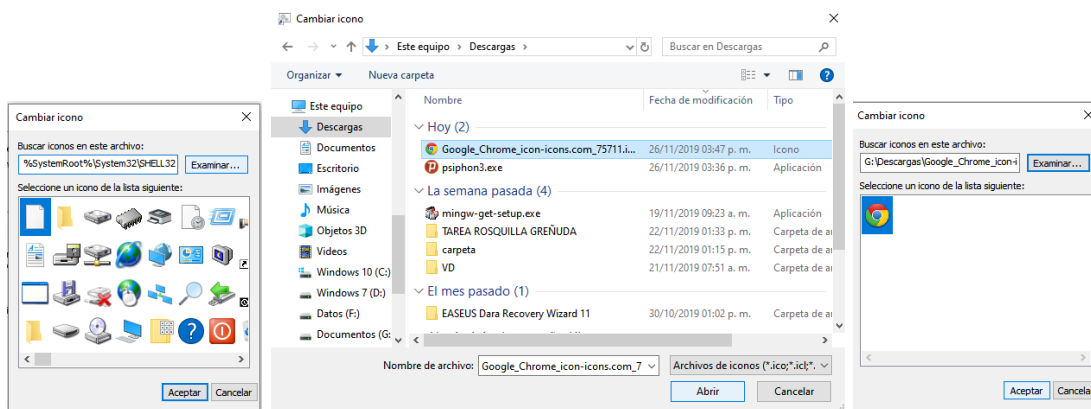 Cambiar icono
Buscar iconos en este archivo:
%SystemRoot%\System32\SHELL32
Examinar...
Seleccione un icono de la lista siguiente:
Aceptar
Cancelar
Cambiar icono
Este equipo > Descargas >
Buscar en Descargas
Organizar
Nueva carpeta
Nombre
Fecha de modificación
Tipo
Este equipo
Descargas
Documentos
Escritorio
Imágenes
Música
Objetos 3D
Videos
Windows 10 (C:)
Windows 7 (D:)
Datos (F:)
Documentos (G:
Hoy (2)
Google_Chrome_icon-icons.com_75711.i... 26/11/2019 03:47 p. m. Icono
psiphon3.exe 26/11/2019 03:36 p. m. Aplicación
La semana pasada (4)
mingw-get-setup.exe 19/11/2019 09:23 a. m. Aplicación
TAREA ROSQUILLA GREÑUDA 22/11/2019 01:33 p. m. Carpeta de
carpeta 22/11/2019 01:15 p. m. Carpeta de
VD 21/11/2019 07:51 a. m. Carpeta de
El mes pasado (1)
EASEUS Dara Recovery Wizard 11 30/10/2019 01:02 p. m. Carpeta de
Nombre de archivo:
Google_Chrome_icon-icons.com_7
Archivos de iconos (*.ico;*.icl;*.
Abrir
Cancelar
Cambiar icono
Buscar iconos en este archivo:
G:\Descargas\Google_Chrome_icon-i
Examinar...
Seleccione un icono de la lista siguiente:
Aceptar
Cancelar